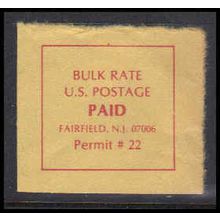 BULK RATE
U.S. POSTAGE
PAID
FAIRFIELD, N.J. 07006
Permit # 22